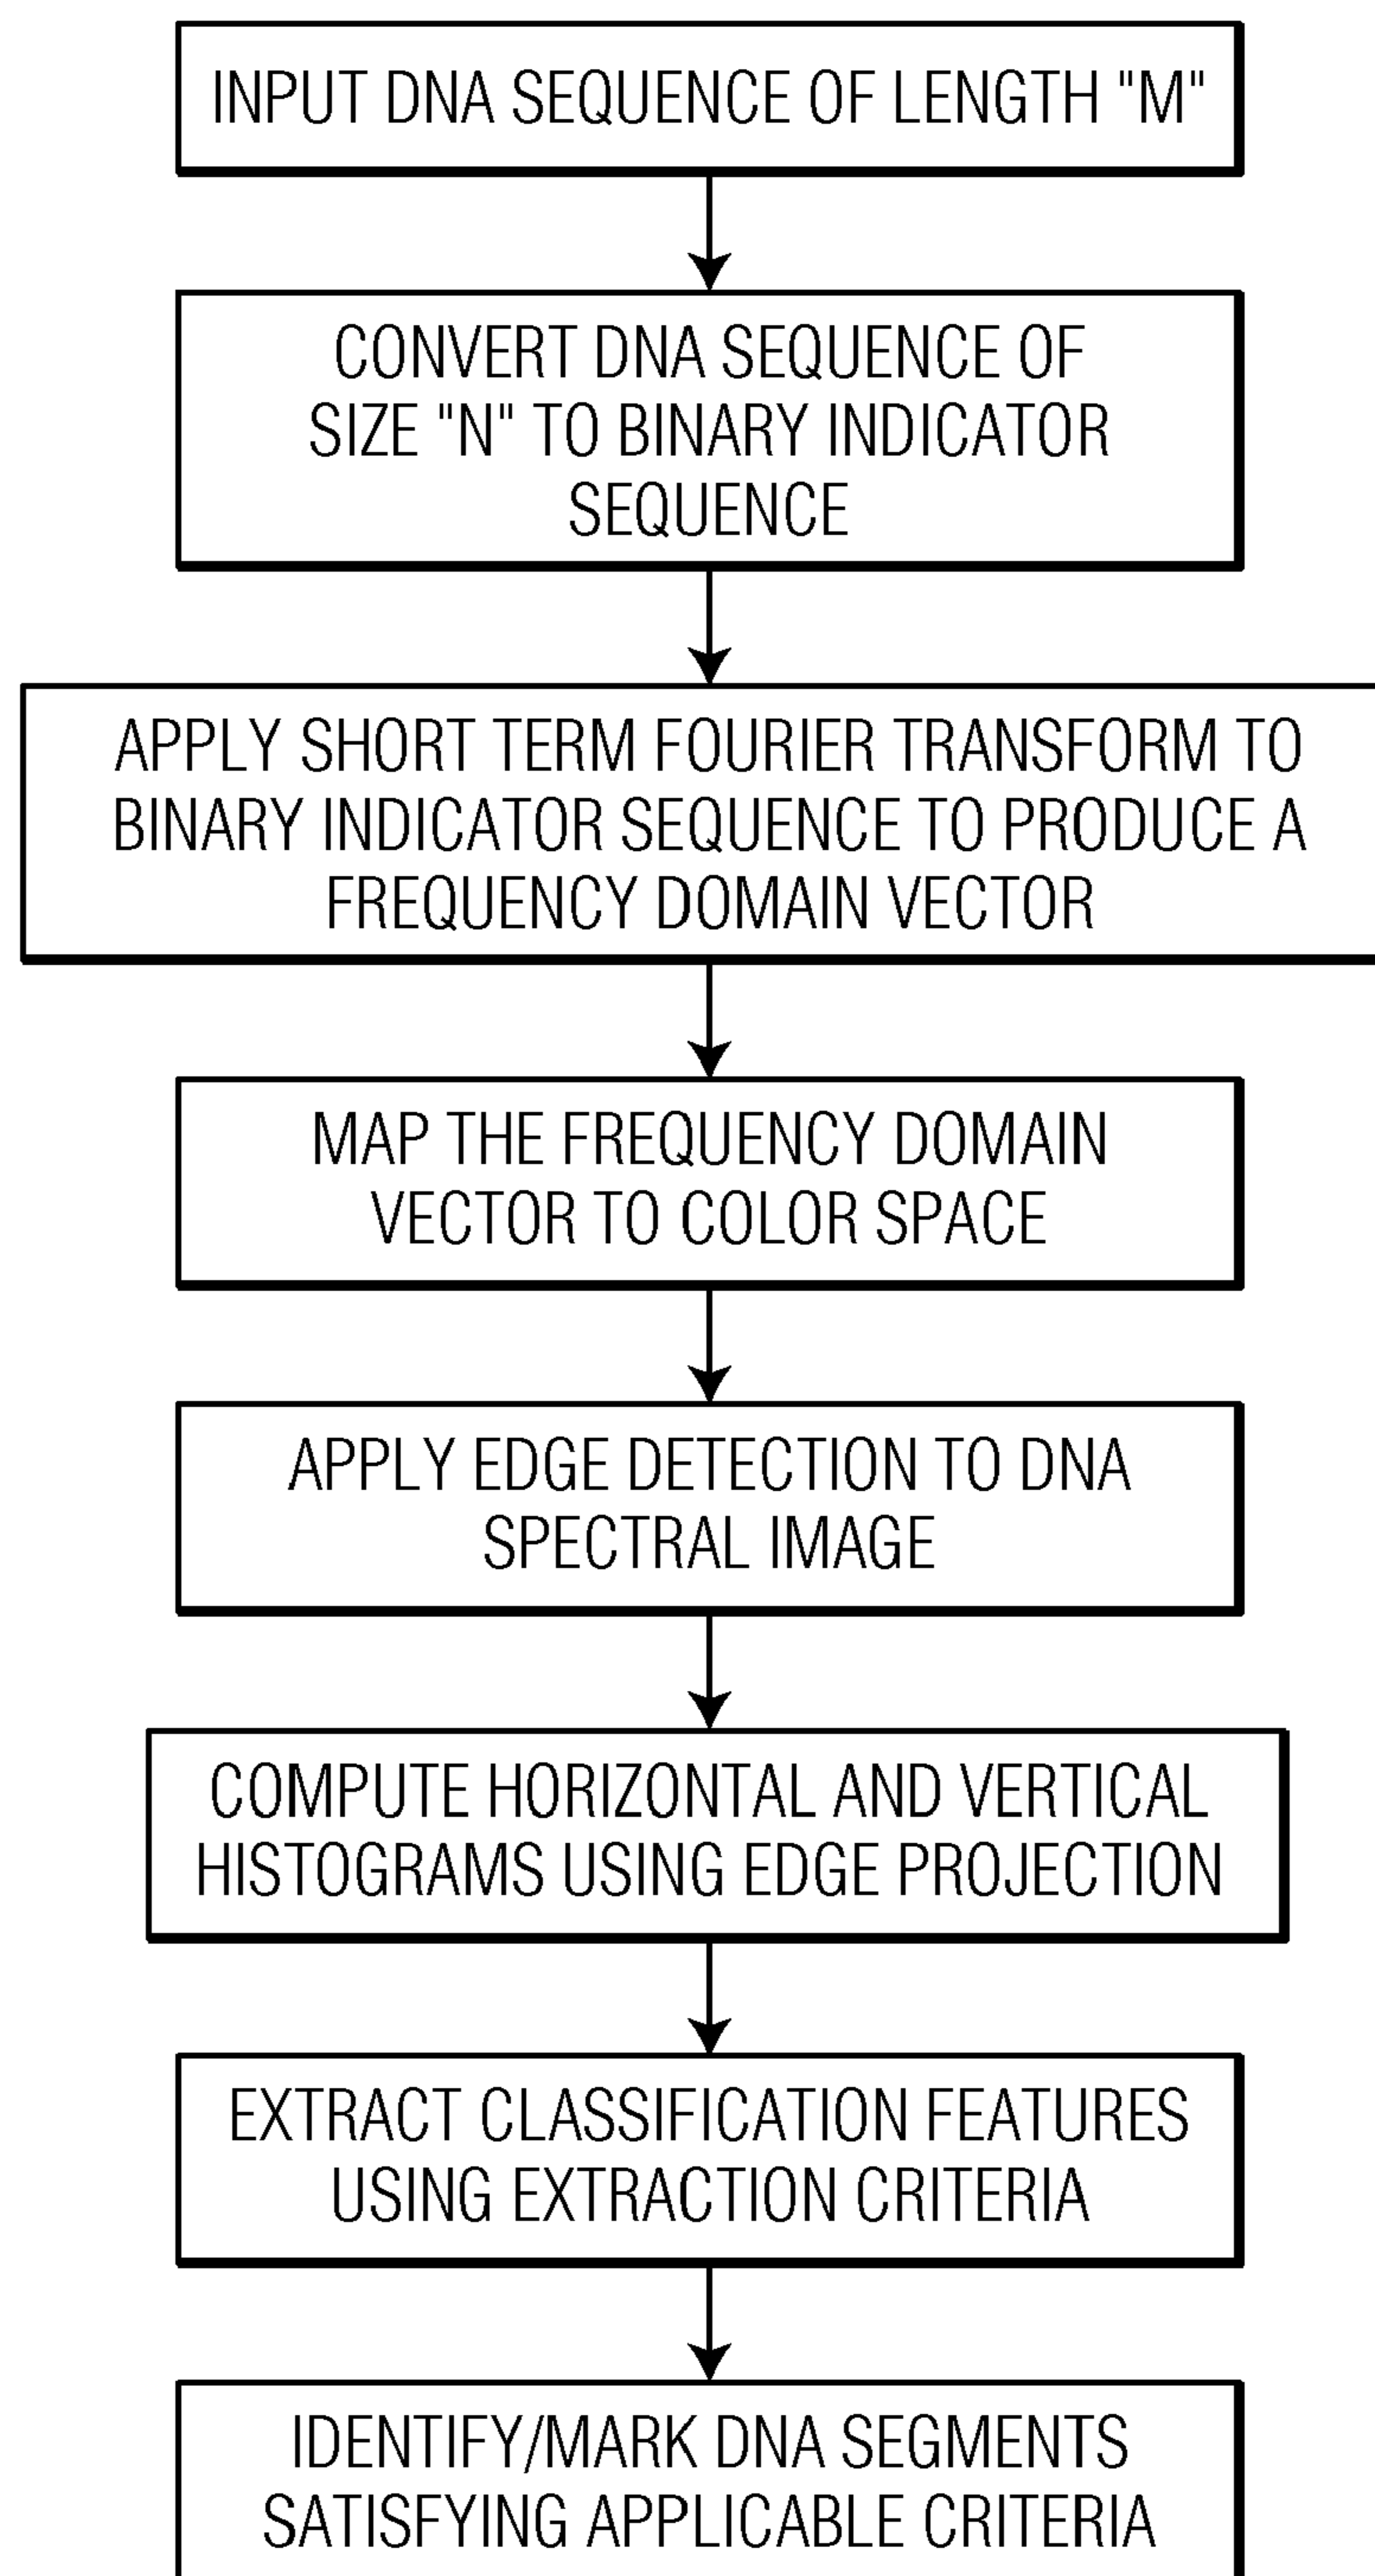 INPUT DNA SEQUENCE OF LENGTH "M"
CONVERT DNA SEQUENCE OF
SIZE "N" TO BINARY INDICATOR
SEQUENCE
APPLY SHORT TERM FOURIER TRANSFORM TO
BINARY INDICATOR SEQUENCE TO PRODUCE A
FREQUENCY DOMAIN VECTOR
MAP THE FREQUENCY DOMAIN
VECTOR TO COLOR SPACE
APPLY EDGE DETECTION TO DNA
SPECTRAL IMAGE
COMPUTE HORIZONTAL AND VERTICAL
HISTOGRAMS USING EDGE PROJECTION
EXTRACT CLASSIFICATION FEATURES
USING EXTRACTION CRITERIA
IDENTIFY/MARK DNA SEGMENTS
SATISFYING APPLICABLE CRITERIA